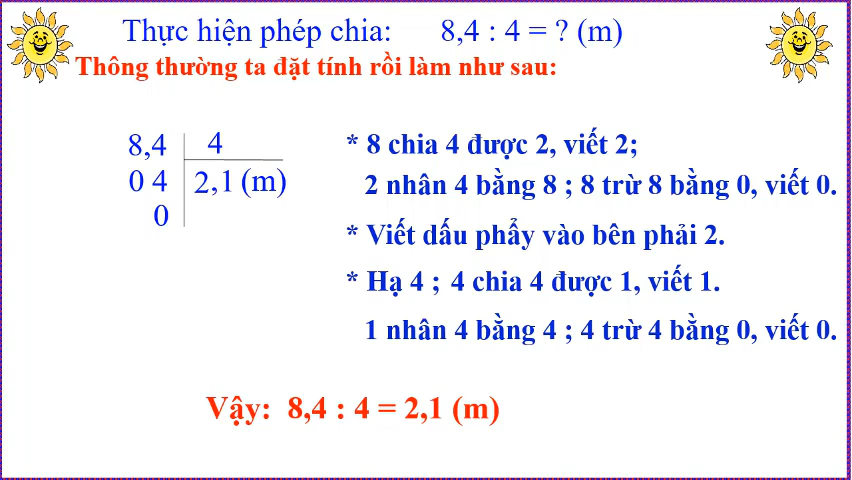 Thực hiện phép chia: 8,4 : 4 = ? (m)
Thông thường ta đặt tính rồi làm như sau:
8,4 4
0 4 2,1 (m)
0
* 8 chia 4 được 2, viết 2;
2 nhân 4 bằng 8 ; 8 trừ 8 bằng 0, viết 0.
* Viết dấu phẩy vào bên phải 2.
* Hạ 4 ; 4 chia 4 được 1, viết 1.
1 nhân 4 bằng 4 ; 4 trừ 4 bằng 0, viết 0.
Vậy: 8,4 : 4 = 2,1 (m)